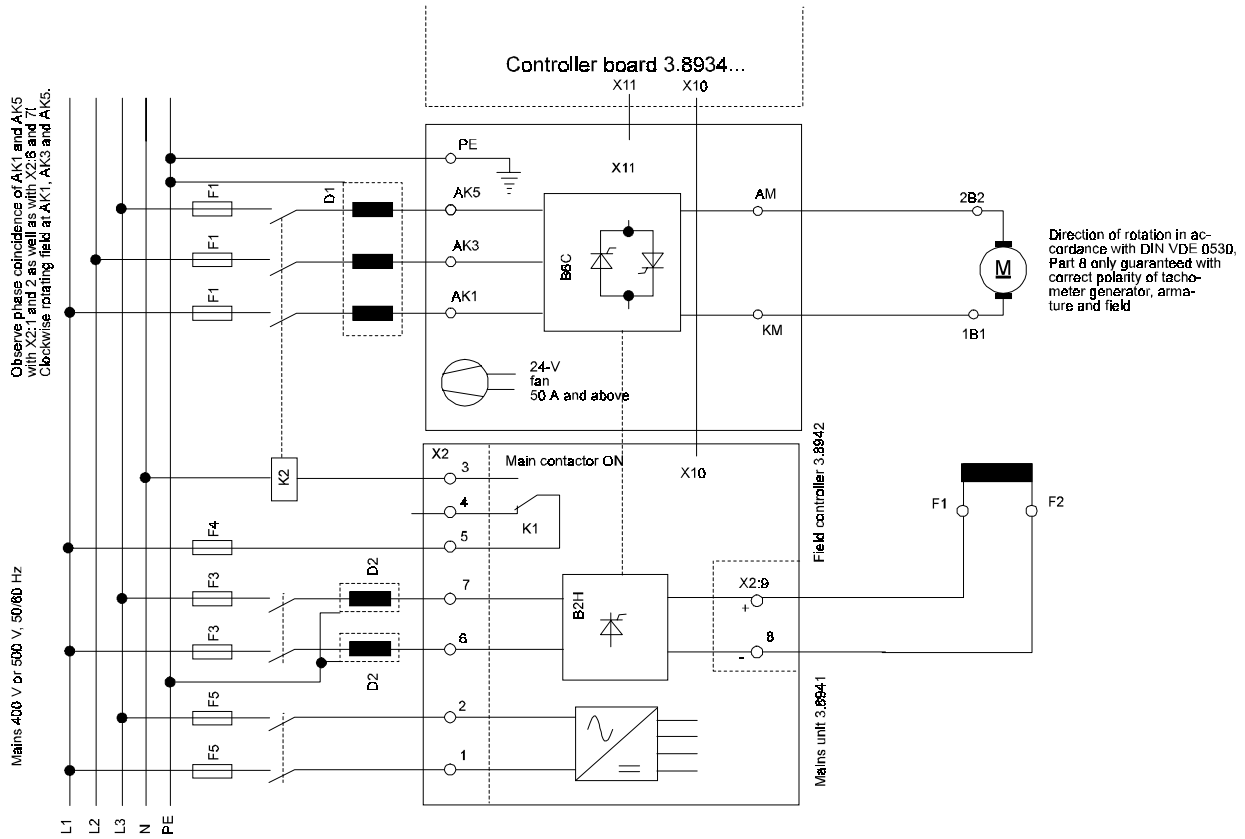 Controller board 3.8934...
X11
X10
Observe phase coincidence of AK1 and AK5
with X2:1 and 2 as well as with X2:6 and 7!
Clockwise rotating field at AK1, AK3 and AK5.
PE
X11
F1
D1
AK5
AM
2B2
F1
AK3
B6C
M
Direction of rotation in ac-
cordance with DIN VDE 0530,
Part 8 only guaranteed with
correct polarity of tacho-
meter generator, arma-
ture and field
F1
AK1
KM
1B1
24-V
fan
50 A and above
X2
Main contactor ON
X10
Field controller 3.8942
K2
3
4
K1
F1
F2
F4
5
Mains 400 V or 500 V, 50/60 Hz
F3
D2
7
B2H
X2:9
+
F3
D2
6
8
-
F5
2
Mains unit 3.8941
F5
1
L1
L2
L3
N
PE